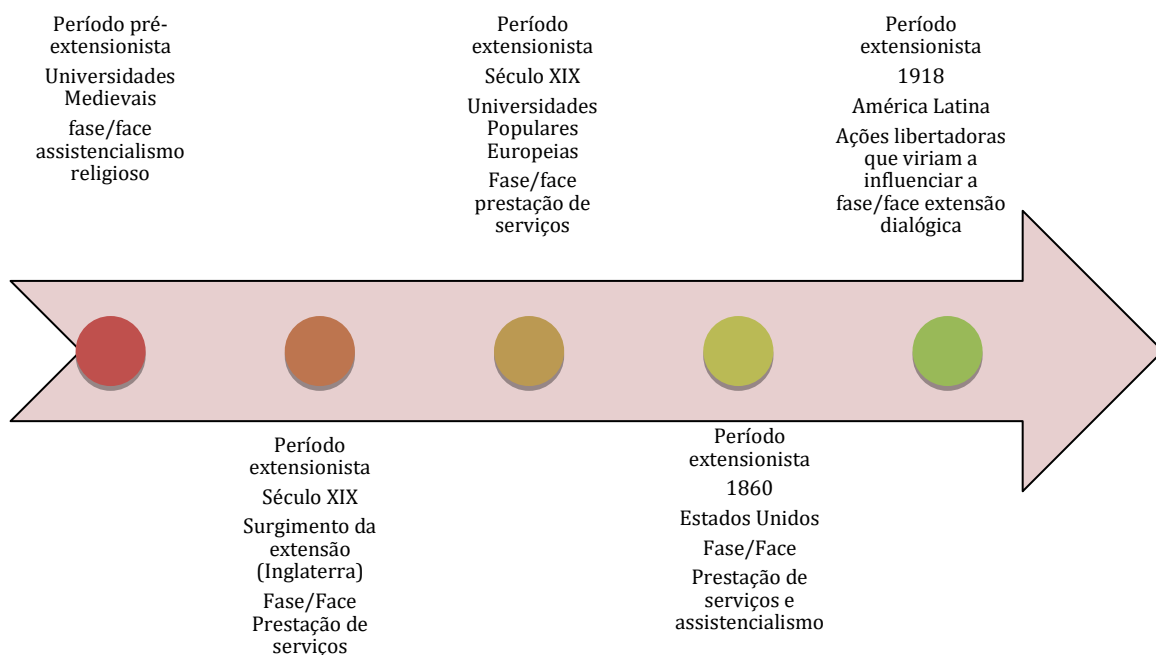 Período pré-
extensionista
Universidades
Medievais
fase/face
assistencialismo
religioso
Período
extensionista
Século XIX
Surgimento da
extensão
(Inglaterra)
Fase/Face
Prestação de
serviços
Período
extensionista
Século XIX
Universidades
Populares
Europeias
Fase/face
prestação de
serviços
Período
extensionista
1860
Estados Unidos
Fase/Face
Prestação de
serviços e
assistencialismo
Período
extensionista
1918
América Latina
Ações libertadoras
que viriam a
influenciar a
fase/face extensão
dialógica